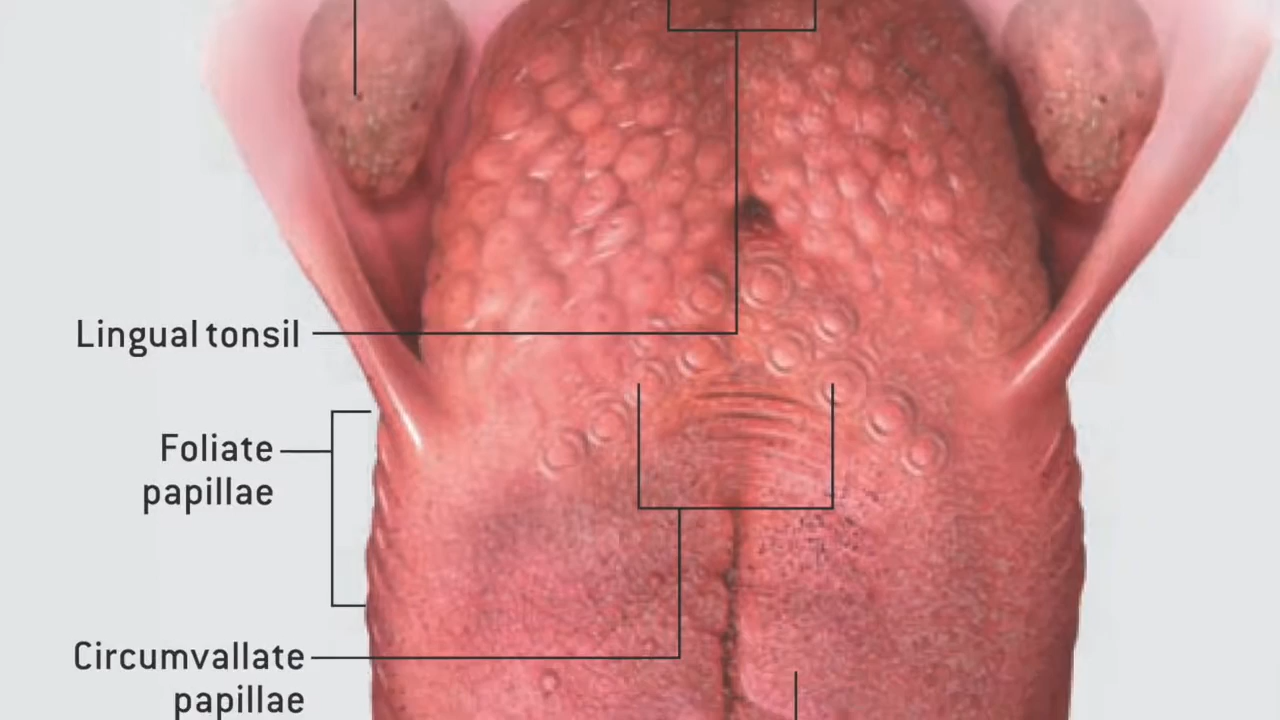 Lingual tonsil
Foliate
papillae
Circumvallate
papillae